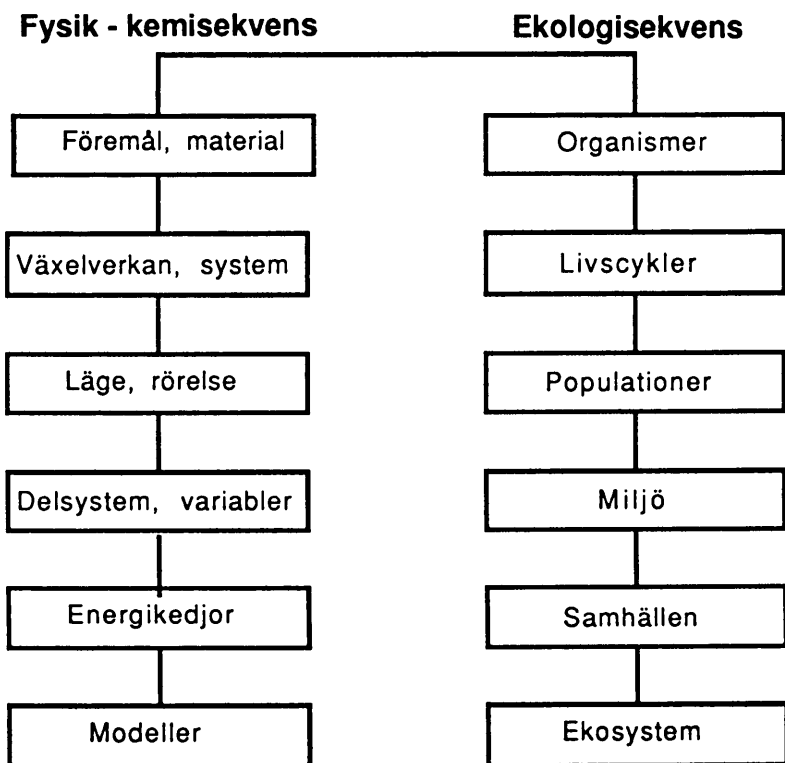 Fysik - kemisekvens
Föremål, material
Växelverkan, system
Läge, rörelse
Delsystem, variabler
Energikedjor
Modeller
Ekologisekvens
Organismer
Livscykler
Populationer
Miljö
Samhällen
Ekosystem